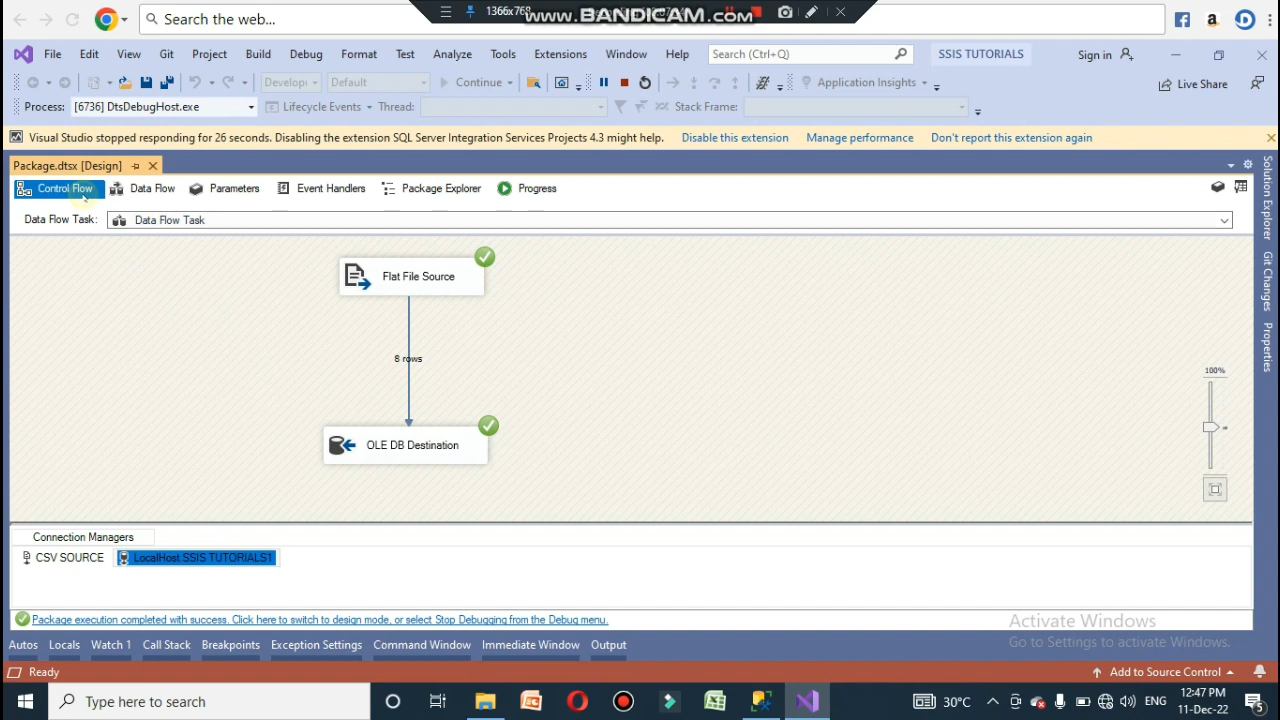 Search the web...
1366x768
www.BANDICAM.com
File Edit View Git Project Build Debug Format Test Analyze Tools Extensions Window Help Search (Ctrl+Q) SSIS TUTORIALS Sign in
Develop Default Continue Application Insights Live Share
Process: [6736] DtsDebugHost.exe Lifecycle Events Thread: Stack Frame:
Visual Studio stopped responding for 26 seconds. Disabling the extension SQL Server Integration Services Projects 4.3 might help. Disable this extension Manage performance Don't report this extension again
Package.dtsx [Design]
Control Flow Data Flow Parameters Event Handlers Package Explorer Progress
Data Flow Task: Data Flow Task
Flat File Source
8 rows
OLE DB Destination
100%
Solution Explorer
Git Changes
Properties
Connection Managers
CSV SOURCE LocalHost SSIS TUTORIALS1
Package execution completed with success. Click here to switch to design mode, or select Stop Debugging from the Debug menu.
Activate Windows
Go to Settings to activate Windows.
Autos Locals Watch 1 Call Stack Breakpoints Exception Settings Command Window Immediate Window Output
Ready Add to Source Control
Type here to search 30°C ENG 12:47 PM 11-Dec-22 5